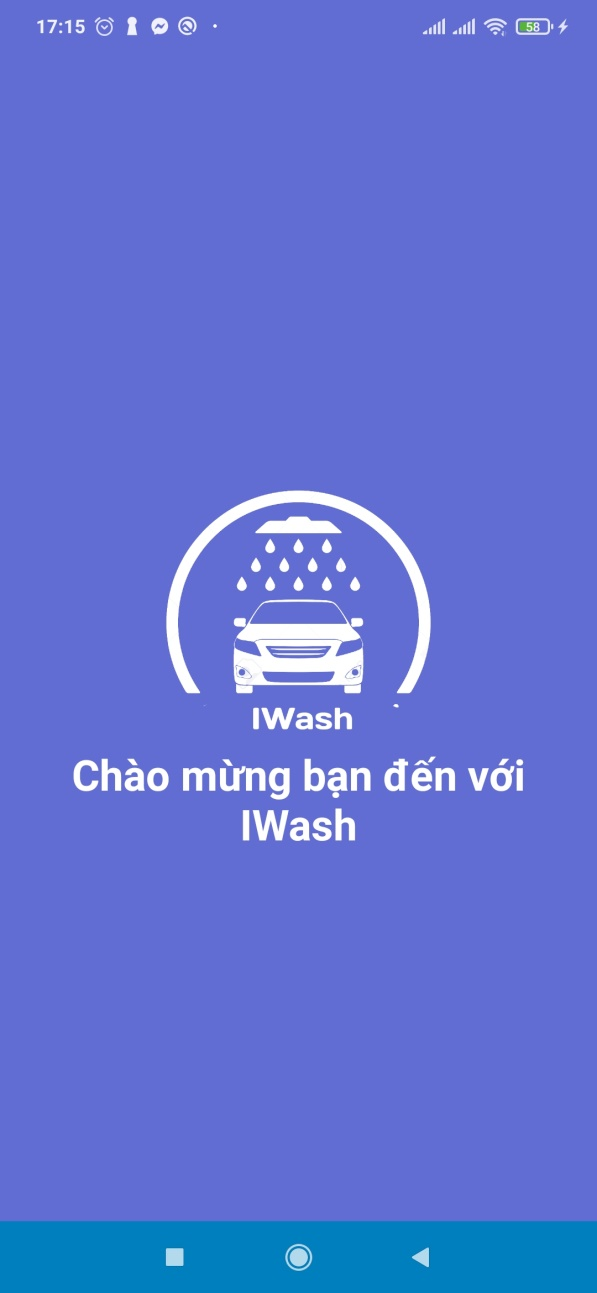 17:15
58
IWash
Chào mừng bạn đến với
IWash